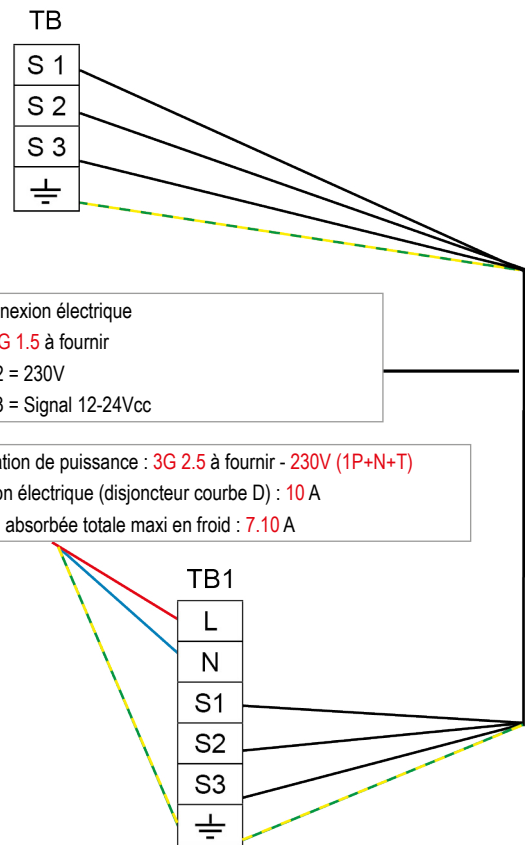 TB
S 1
S 2
S 3
nexion électrique
G 1.5 à fournir
2 = 230V
3 = Signal 12-24Vcc
ation de puissance : 3G 2.5 à fournir - 230V (1P+N+T)
on électrique (disjoncteur courbe D) : 10 A
absorbée totale maxi en froid : 7.10 A
TB1
L
N
S1
S2
S3